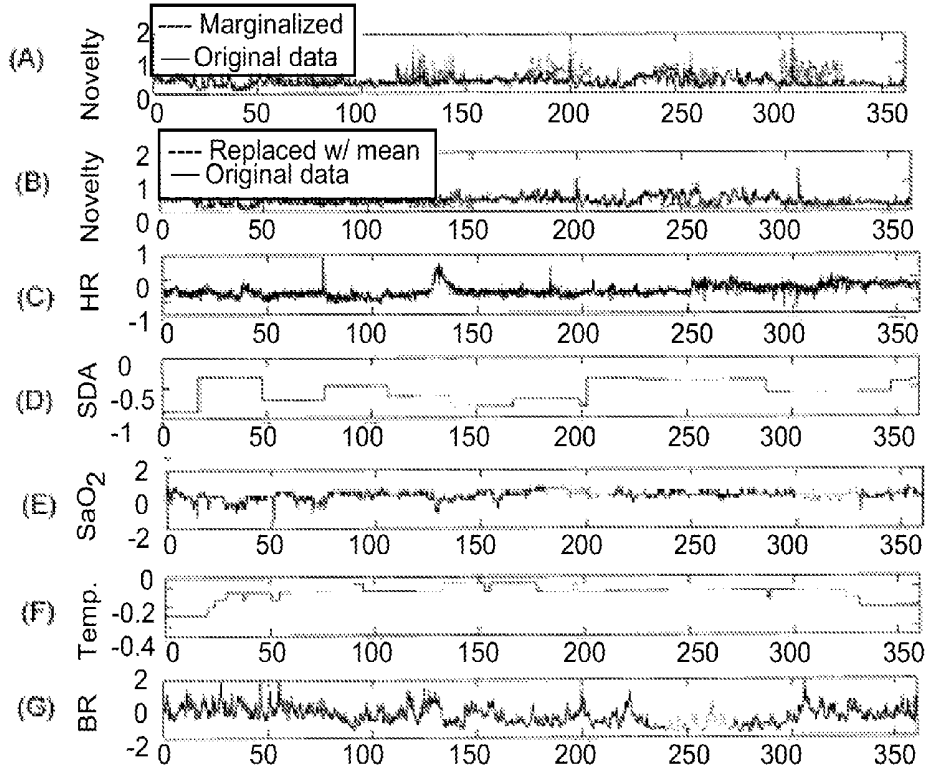 (A)
Novelty
2
1
0
Marginalized
Original data
0 50 100 150 200 250 300 350
(B)
Novelty
2
1
0
Replaced w/ mean
Original data
0 50 100 150 200 250 300 350
(C)
HR
1
0
-1
0 50 100 150 200 250 300 350
(D)
SDA
0
-0.5
-1
0 50 100 150 200 250 300 350
(E)
SaO2
2
0
-2
0 50 100 150 200 250 300 350
(F)
Temp.
0
-0.2
-0.4
0 50 100 150 200 250 300 350
(G)
BR
2
0
-2
0 50 100 150 200 250 300 350